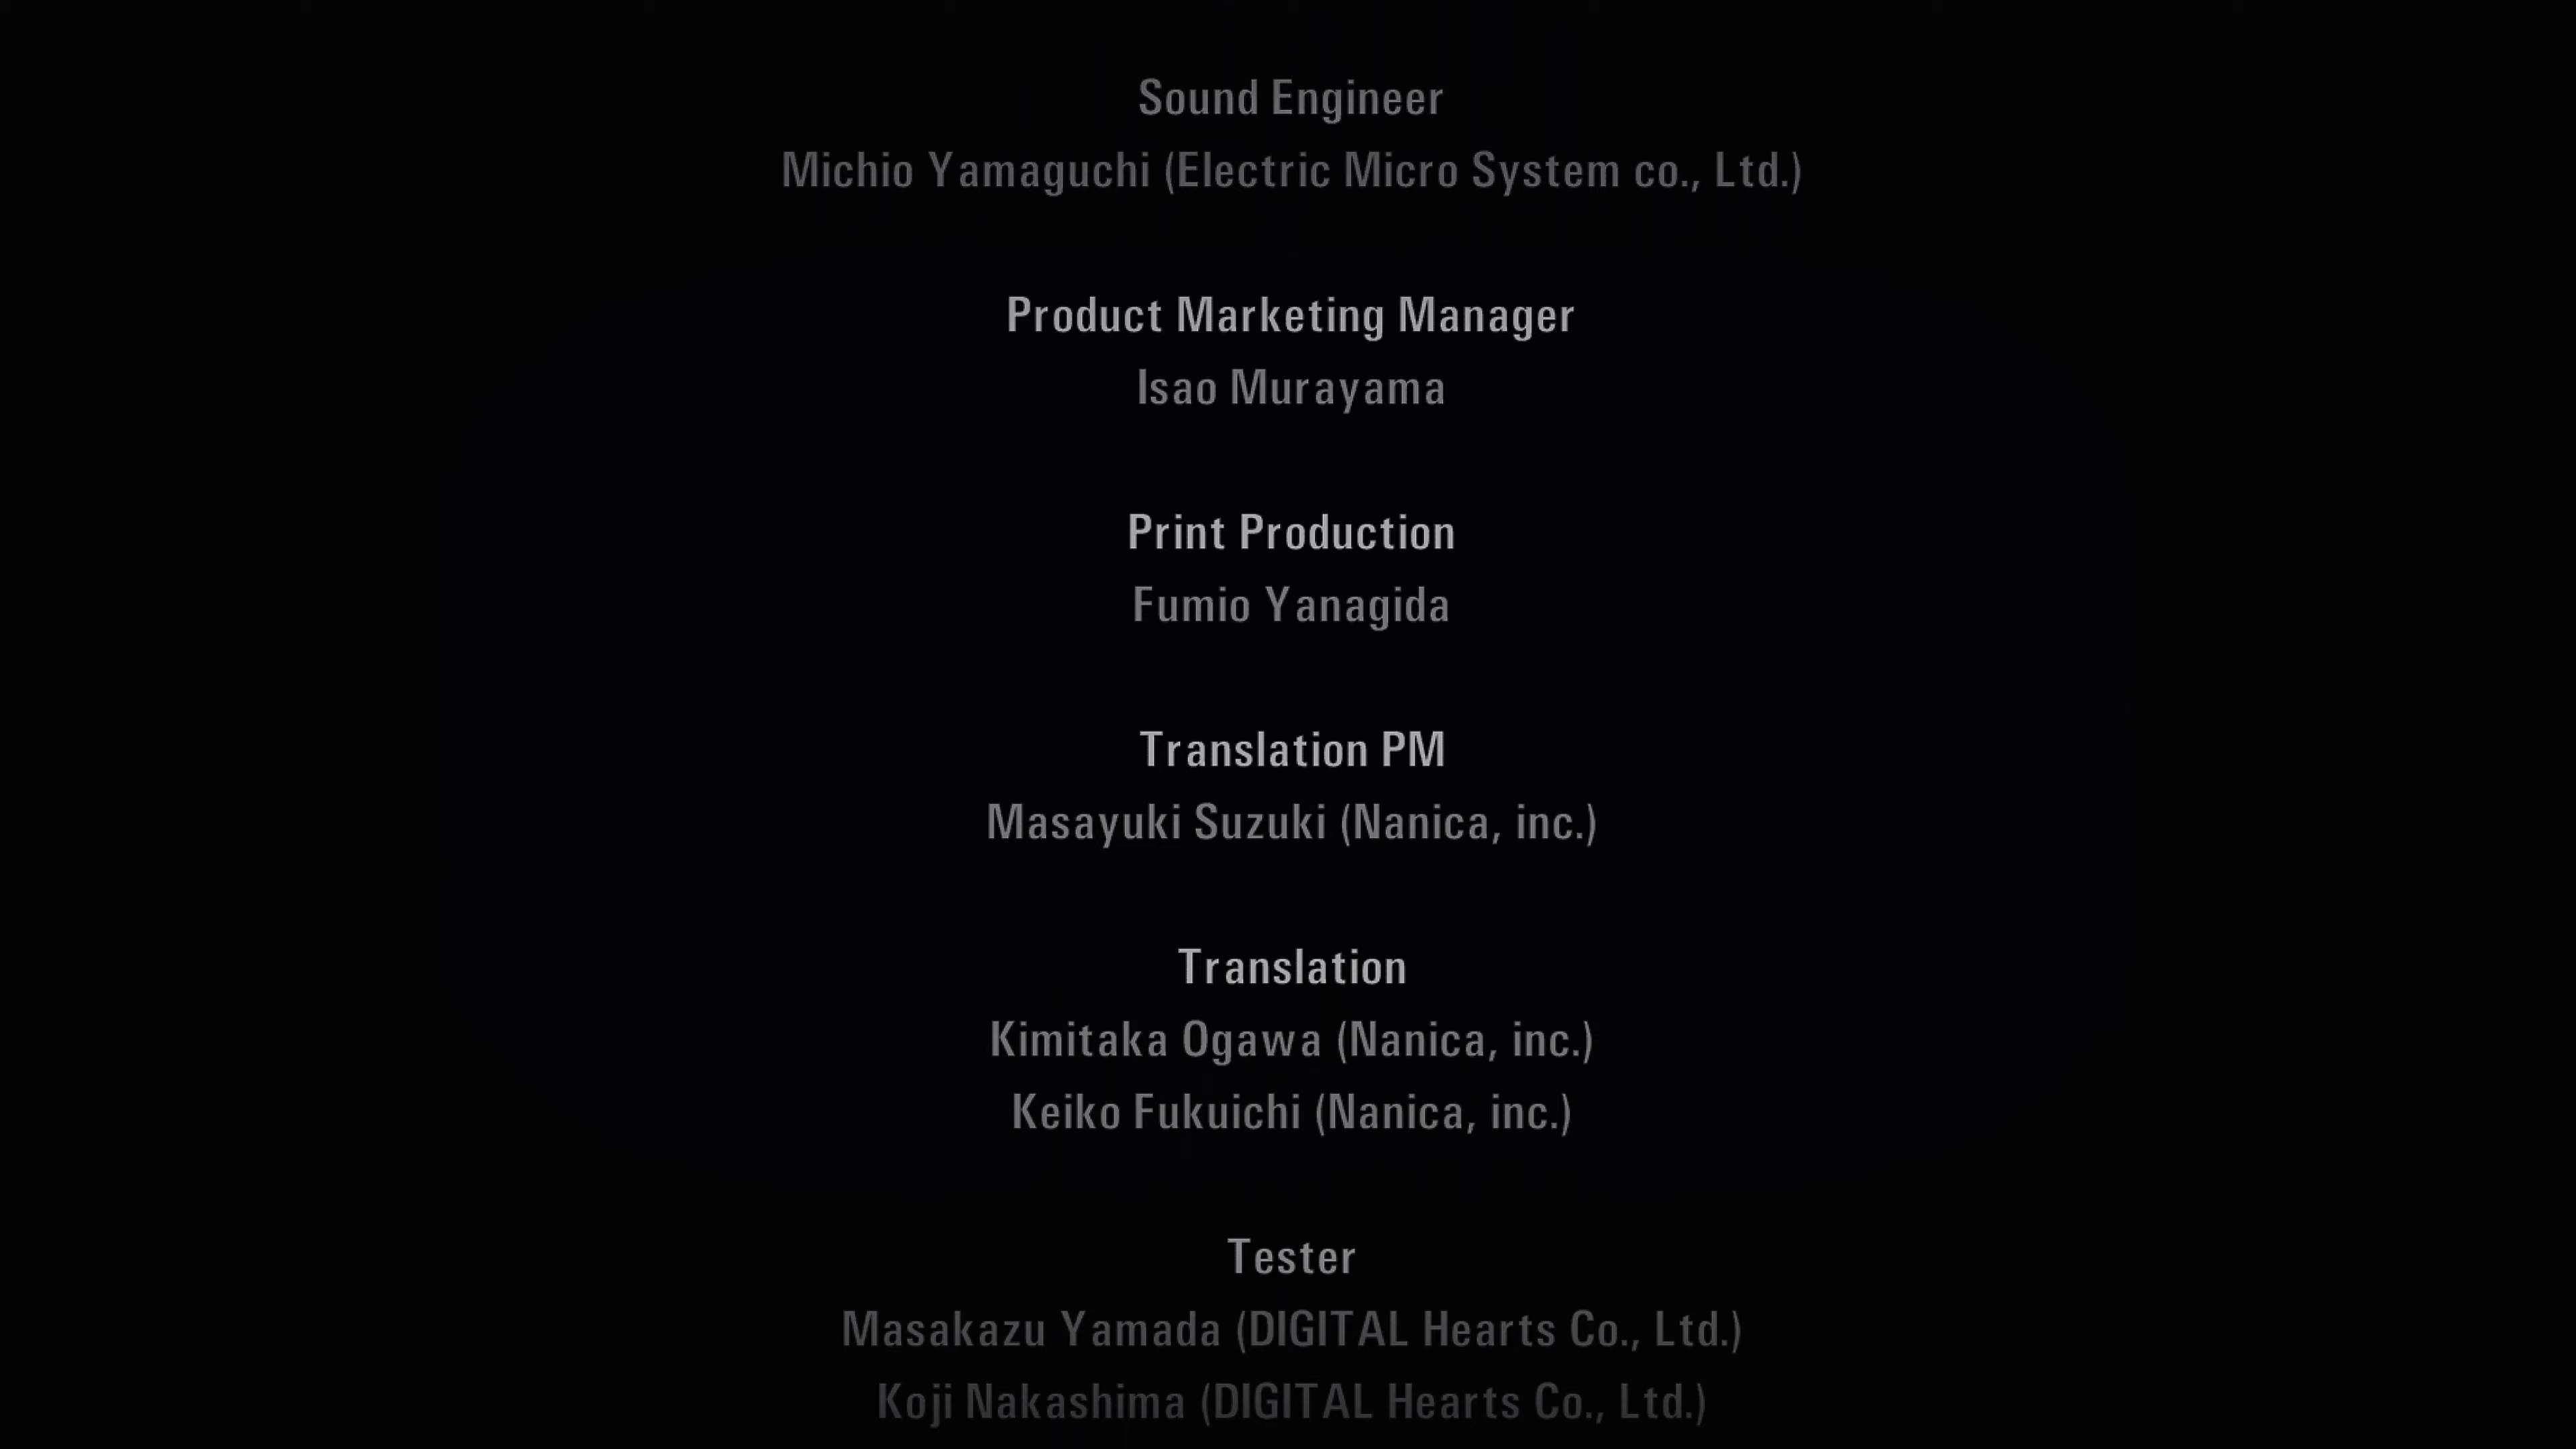 Sound Engineer
Michio Yamaguchi (Electric Micro System co., Ltd.)
Product Marketing Manager
Isao Murayama
Print Production
Fumio Yanagida
Translation PM
Masayuki Suzuki (Nanica, inc.)
Translation
Kimitaka Ogawa (Nanica, inc.)
Keiko Fukuichi (Nanica, inc.)
Tester
Masakazu Yamada (DIGITAL Hearts Co., Ltd.)
Koji Nakashima (DIGITAL Hearts Co., Ltd.)